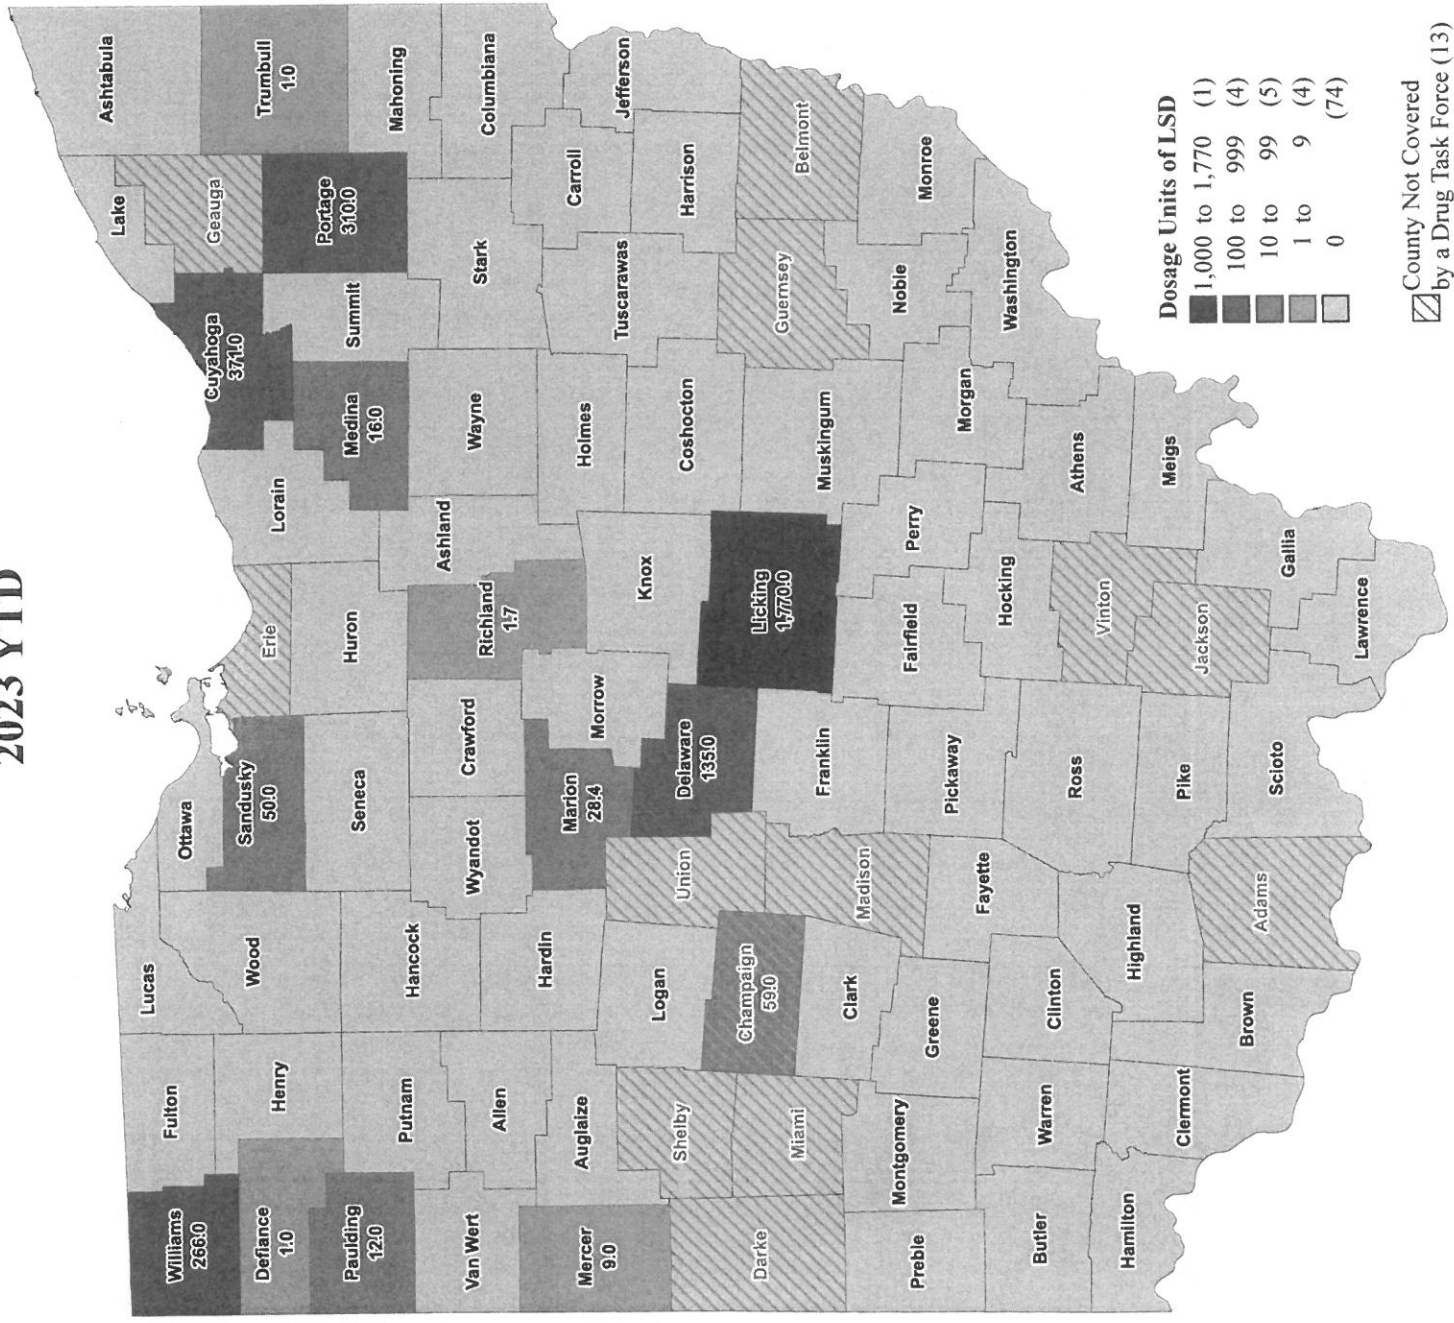 2023 YTD
Williams
266.0
Fulton
Lucas
Ottawa
Lake
Ashtabula
Defiance
1.0
Henry
Wood
Sandusky
50.0
Erie
Lorain
Cuyahoga
371.0
Geauga
Trumbull
1.0
Paulding
12.0
Putnam
Hancock
Seneca
Huron
Medina
16.0
Summit
Portage
310.0
Mahoning
Van Wert
Allen
Hardin
Wyandot
Crawford
Richland
1.7
Ashland
Wayne
Stark
Columbiana
Mercer
9.0
Auglaize
Logan
Marion
28.4
Morrow
Knox
Holmes
Tuscarawas
Carroll
Jefferson
Darke
Shelby
Champaign
59.0
Union
Delaware
135.0
Licking
1,770.0
Coshocton
Guernsey
Harrison
Belmont
Miami
Clark
Madison
Franklin
Fairfield
Perry
Muskingum
Noble
Monroe
Preble
Montgomery
Greene
Fayette
Pickaway
Hocking
Morgan
Washington
Butler
Warren
Clinton
Ross
Vinton
Athens
Hamilton
Clermont
Highland
Pike
Jackson
Meigs
Brown
Adams
Scioto
Lawrence
Gallia
Dosage Units of LSD
1,000 to 1,770 (1)
100 to 999 (4)
10 to 99 (5)
1 to 9 (4)
0 (74)
County Not Covered
by a Drug Task Force (13)